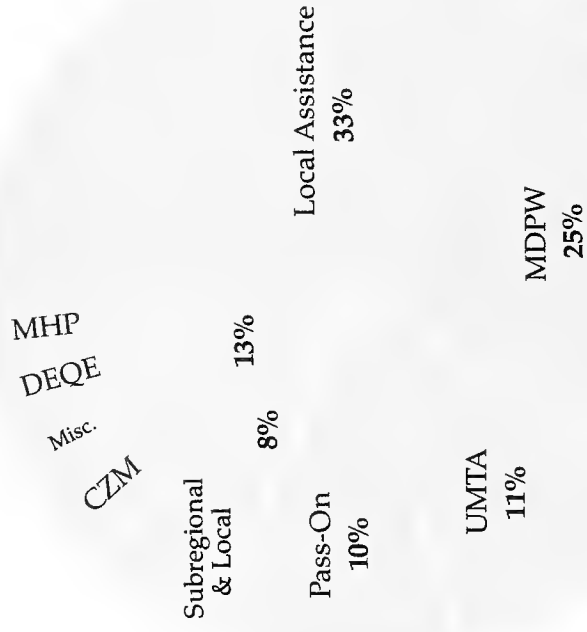 MHP
DEQE
Misc.
CZM
Subregional
& Local
8%
13%
Local Assistance
33%
Pass-On
10%
UMTA
11%
MDPW
25%